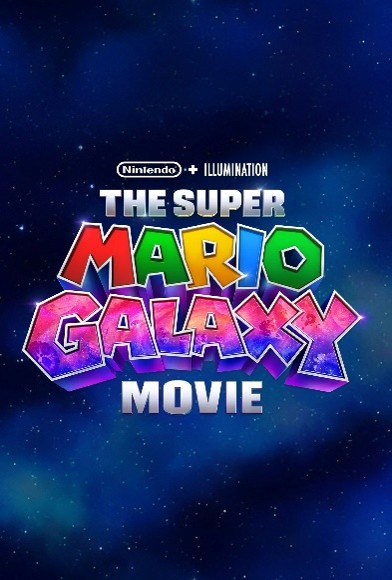 Nintendo + ILLUMINATION
THE SUPER
MARIO
GALAXY
MOVIE